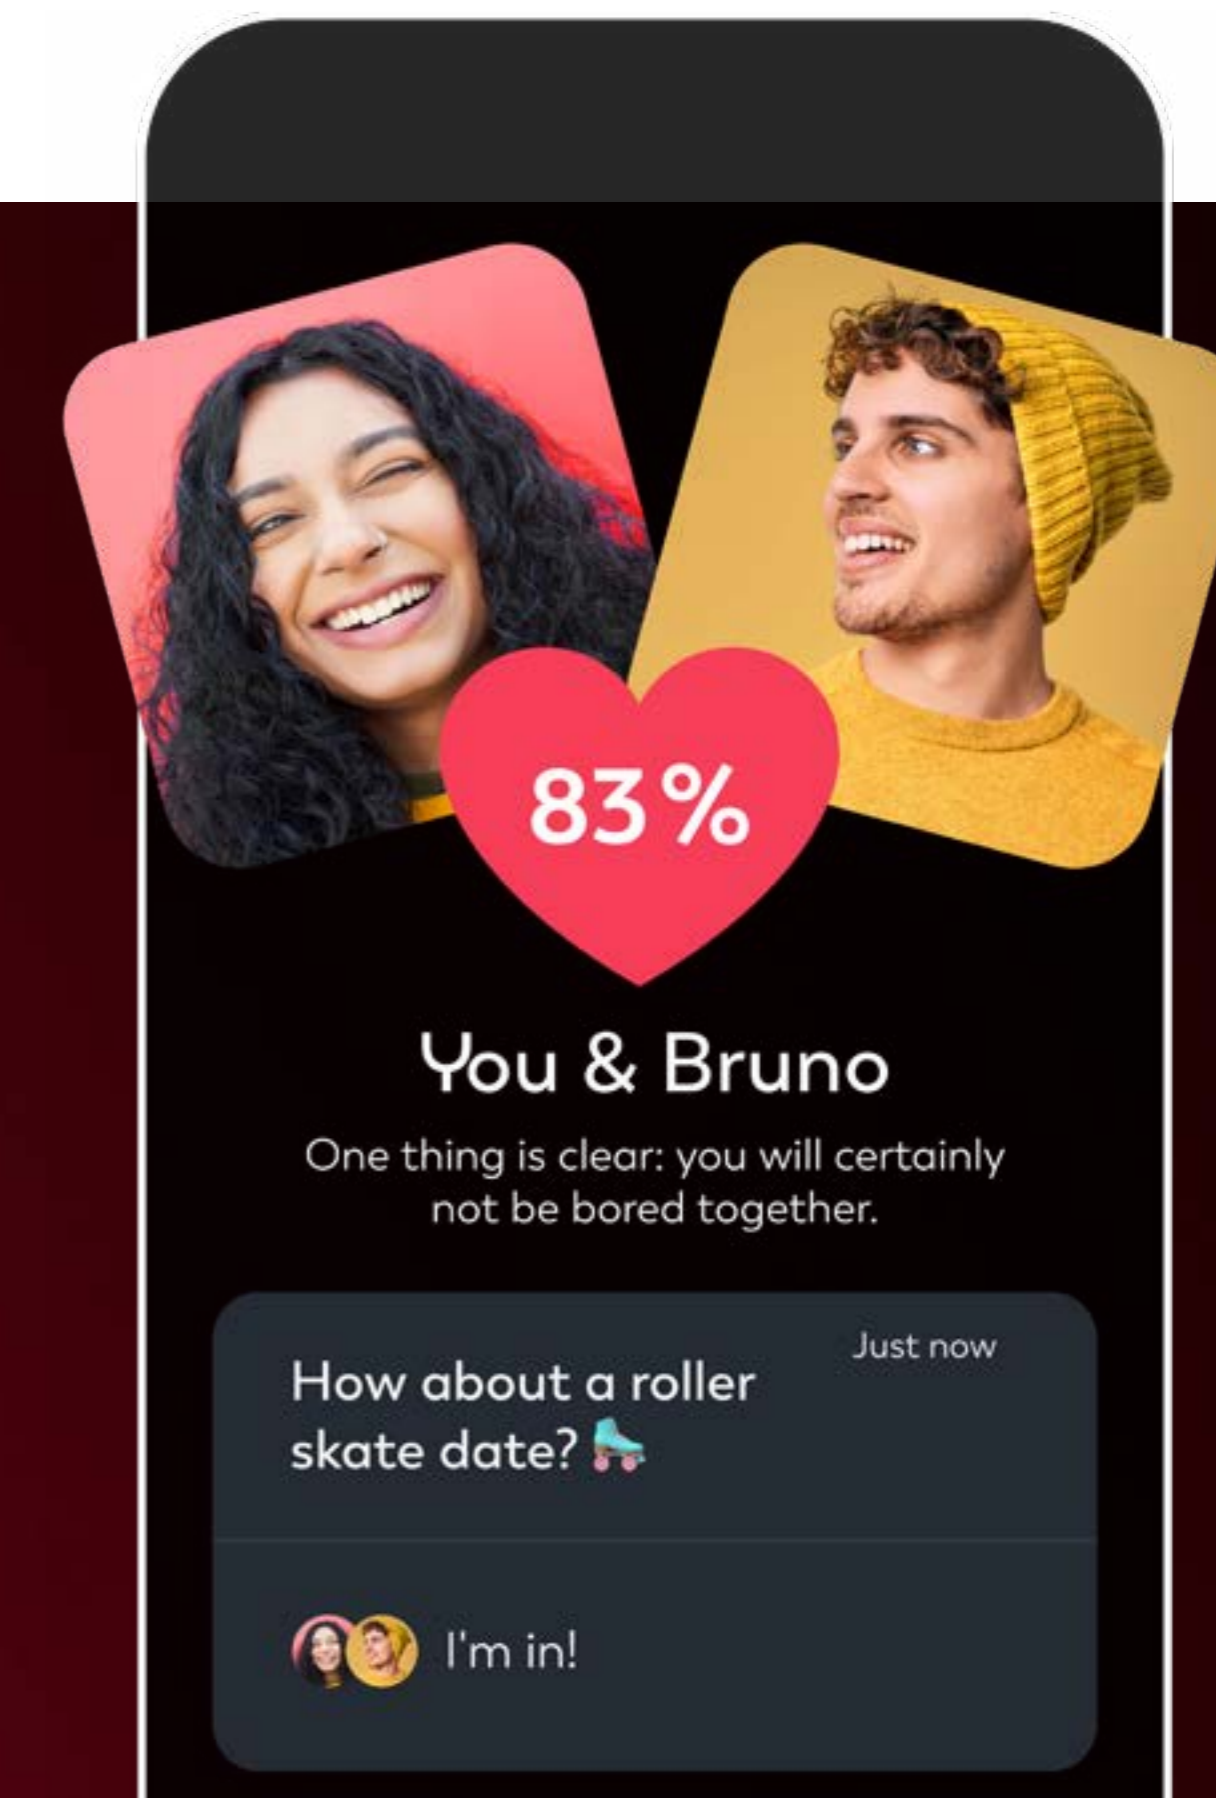 83%
You & Bruno
One thing is clear: you will certainly
not be bored together.
Just now
How about a roller
skate date? 🛼
I'm in!